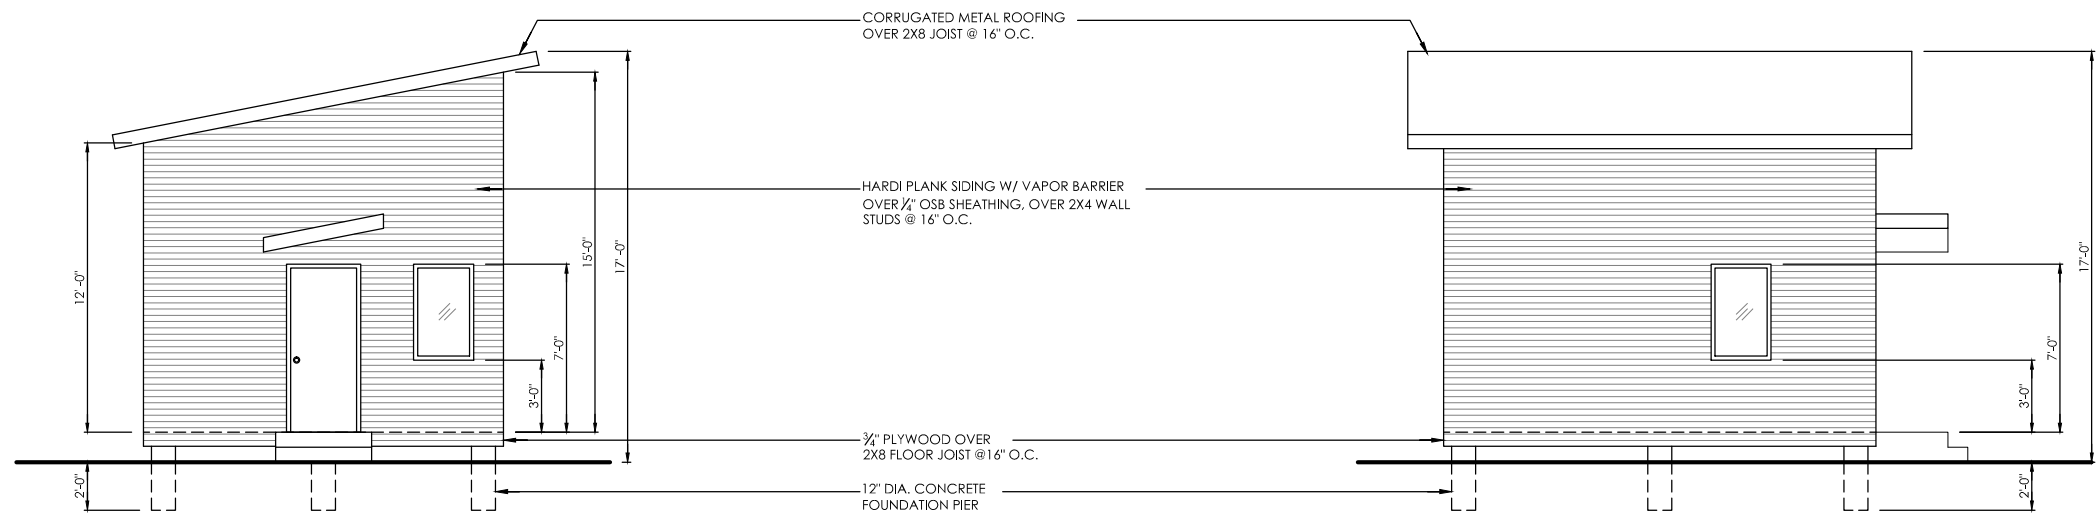 CORRUGATED METAL ROOFING
OVER 2X8 JOIST @ 16" O.C.
HARDI PLANK SIDING W/ VAPOR BARRIER
OVER ¼" OSB SHEATHING, OVER 2X4 WALL
STUDS @ 16" O.C.
¾" PLYWOOD OVER
2X8 FLOOR JOIST @16" O.C.
12" DIA. CONCRETE
FOUNDATION PIER
12'-0"
2'-0"
3'-0"
7'-0"
15'-0"
17'-0"
3'-0"
7'-0"
17'-0"
2'-0"